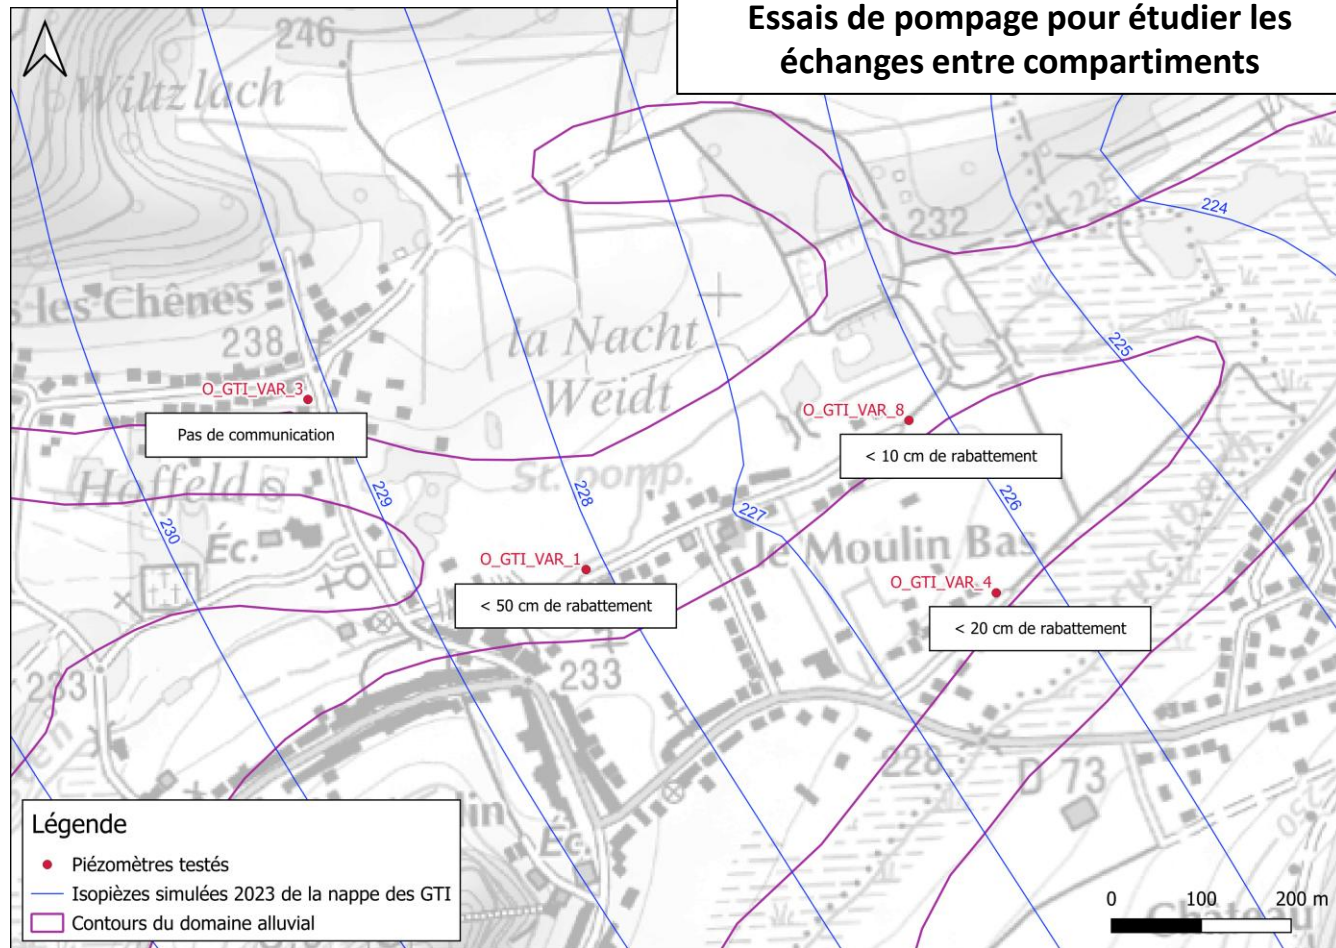 Essais de pompage pour étudier les
échanges entre compartiments
246
Wiltzlach
232
224
s-les-Chênes
238
la Nacht
Weidt
225
O_GTI_VAR_3
Pas de communication
O_GTI_VAR_8
< 10 cm de rabattement
Hoffeld
St. pomp.
229
228
226
230
227
Éc.
le Moulin Bas
O_GTI_VAR_1
< 50 cm de rabattement
O_GTI_VAR_4
< 20 cm de rabattement
233
233
228
D 73
Légende
Piézomètres testés
Isopièzes simulées 2023 de la nappe des GTI
Contours du domaine alluvial
lin
Éc.
0 100 200 m
Château